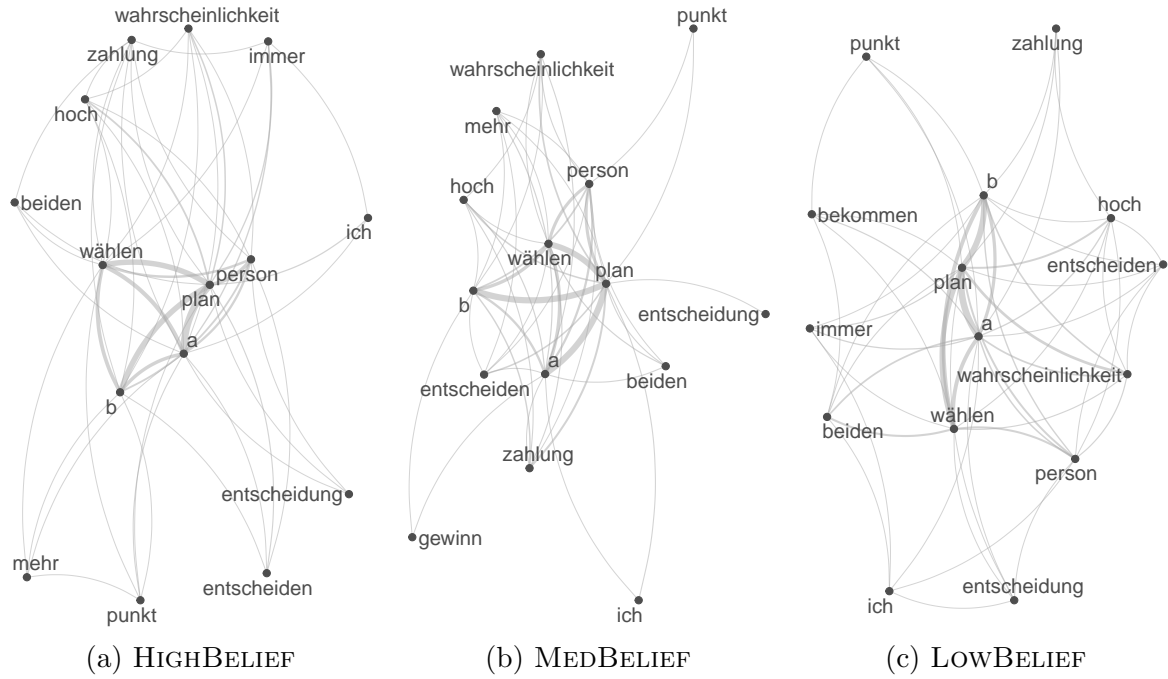 wahrscheinlichkeit
zahlung
immer
hoch
beiden
ich
wählen
person
plan
a
b
entscheidung
mehr
entscheiden
punkt
(a) HIGHBELIEF
punkt
wahrscheinlichkeit
mehr
person
hoch
wählen
plan
b
entscheidung
a
entscheiden
beiden
zahlung
gewinn
ich
(b) MEDBELIEF
punkt
zahlung
b
hoch
bekommen
entscheiden
plan
a
immer
wahrscheinlichkeit
wählen
beiden
person
entscheidung
ich
(c) LOWBELIEF